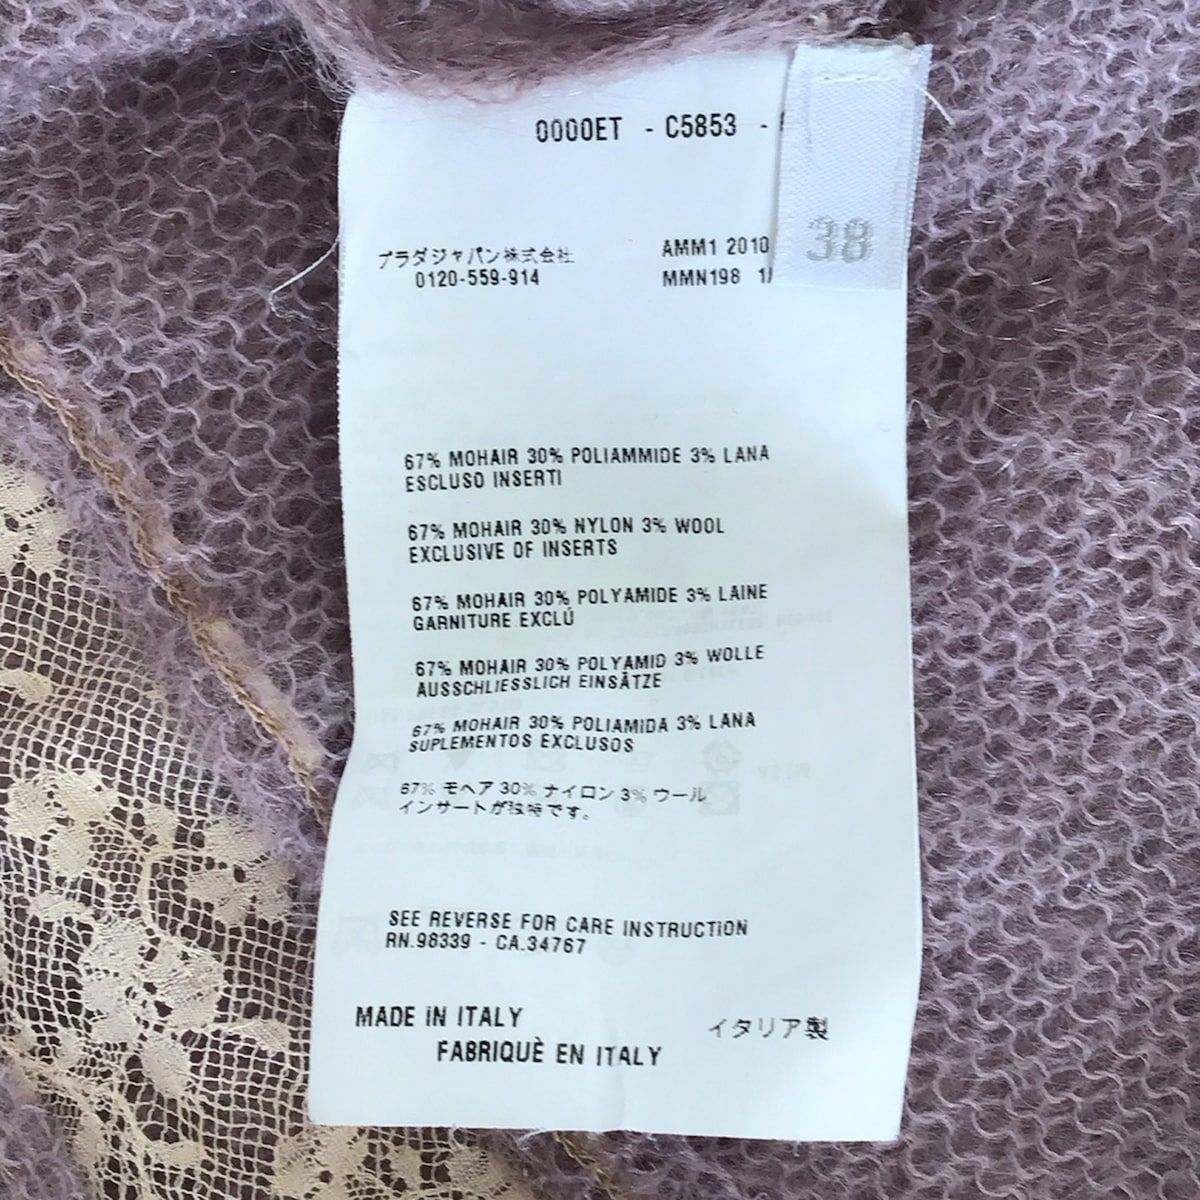 0000ET - C5853 -
38
プラダジャパン株式会社
0120-559-914
AMM1 2010
MMN198 1/
67% MOHAIR 30% POLIAMMIDE 3% LANA
ESCLUSO INSERTI
67% MOHAIR 30% NYLON 3% WOOL
EXCLUSIVE OF INSERTS
67% MOHAIR 30% POLYAMIDE 3% LAINE
GARNITURE EXCLÚ
67% MOHAIR 30% POLYAMID 3% WOLLE
AUSSCHLIESSLICH EINSÄTZE
67% MOHAIR 30% POLIAMIDA 3% LANA
SUPLEMENTOS EXCLUSOS
67% モヘア 30% ナイロン 3% ウール
インサートが独特です。
SEE REVERSE FOR CARE INSTRUCTION
RN.98339 - CA.34767
MADE IN ITALY
FABRIQUÈ EN ITALY
イタリア製